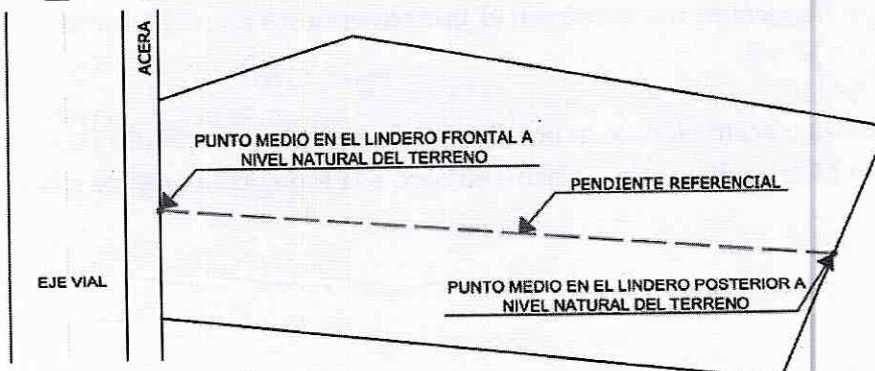 ACERA
PUNTO MEDIO EN EL LINDERO FRONTAL A
NIVEL NATURAL DEL TERRENO
PENDIENTE REFERENCIAL
EJE VIAL
PUNTO MEDIO EN EL LINDERO POSTERIOR A
NIVEL NATURAL DEL TERRENO